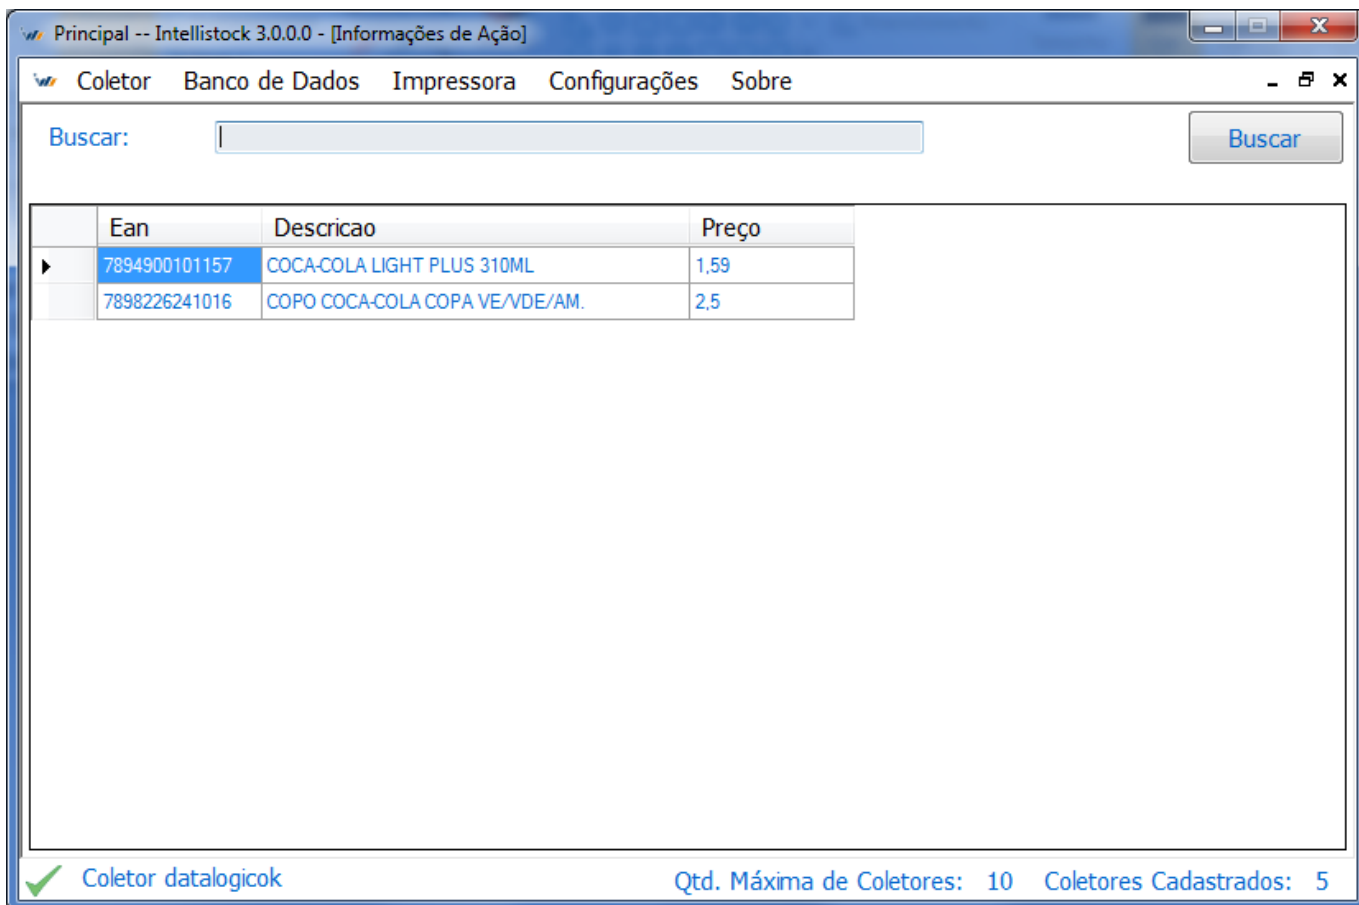 Principal -- Intellistock 3.0.0.0 - [Informações de Ação]
Coletor Banco de Dados Impressora Configurações Sobre
Buscar: Buscar
Ean Descricao Preço
7894900101157 COCA-COLA LIGHT PLUS 310ML 1,59
7898226241016 COPO COCA-COLA COPA VE/VDE/AM. 2,5
Coletor datalogicok Qtd. Máxima de Coletores: 10 Coletores Cadastrados: 5